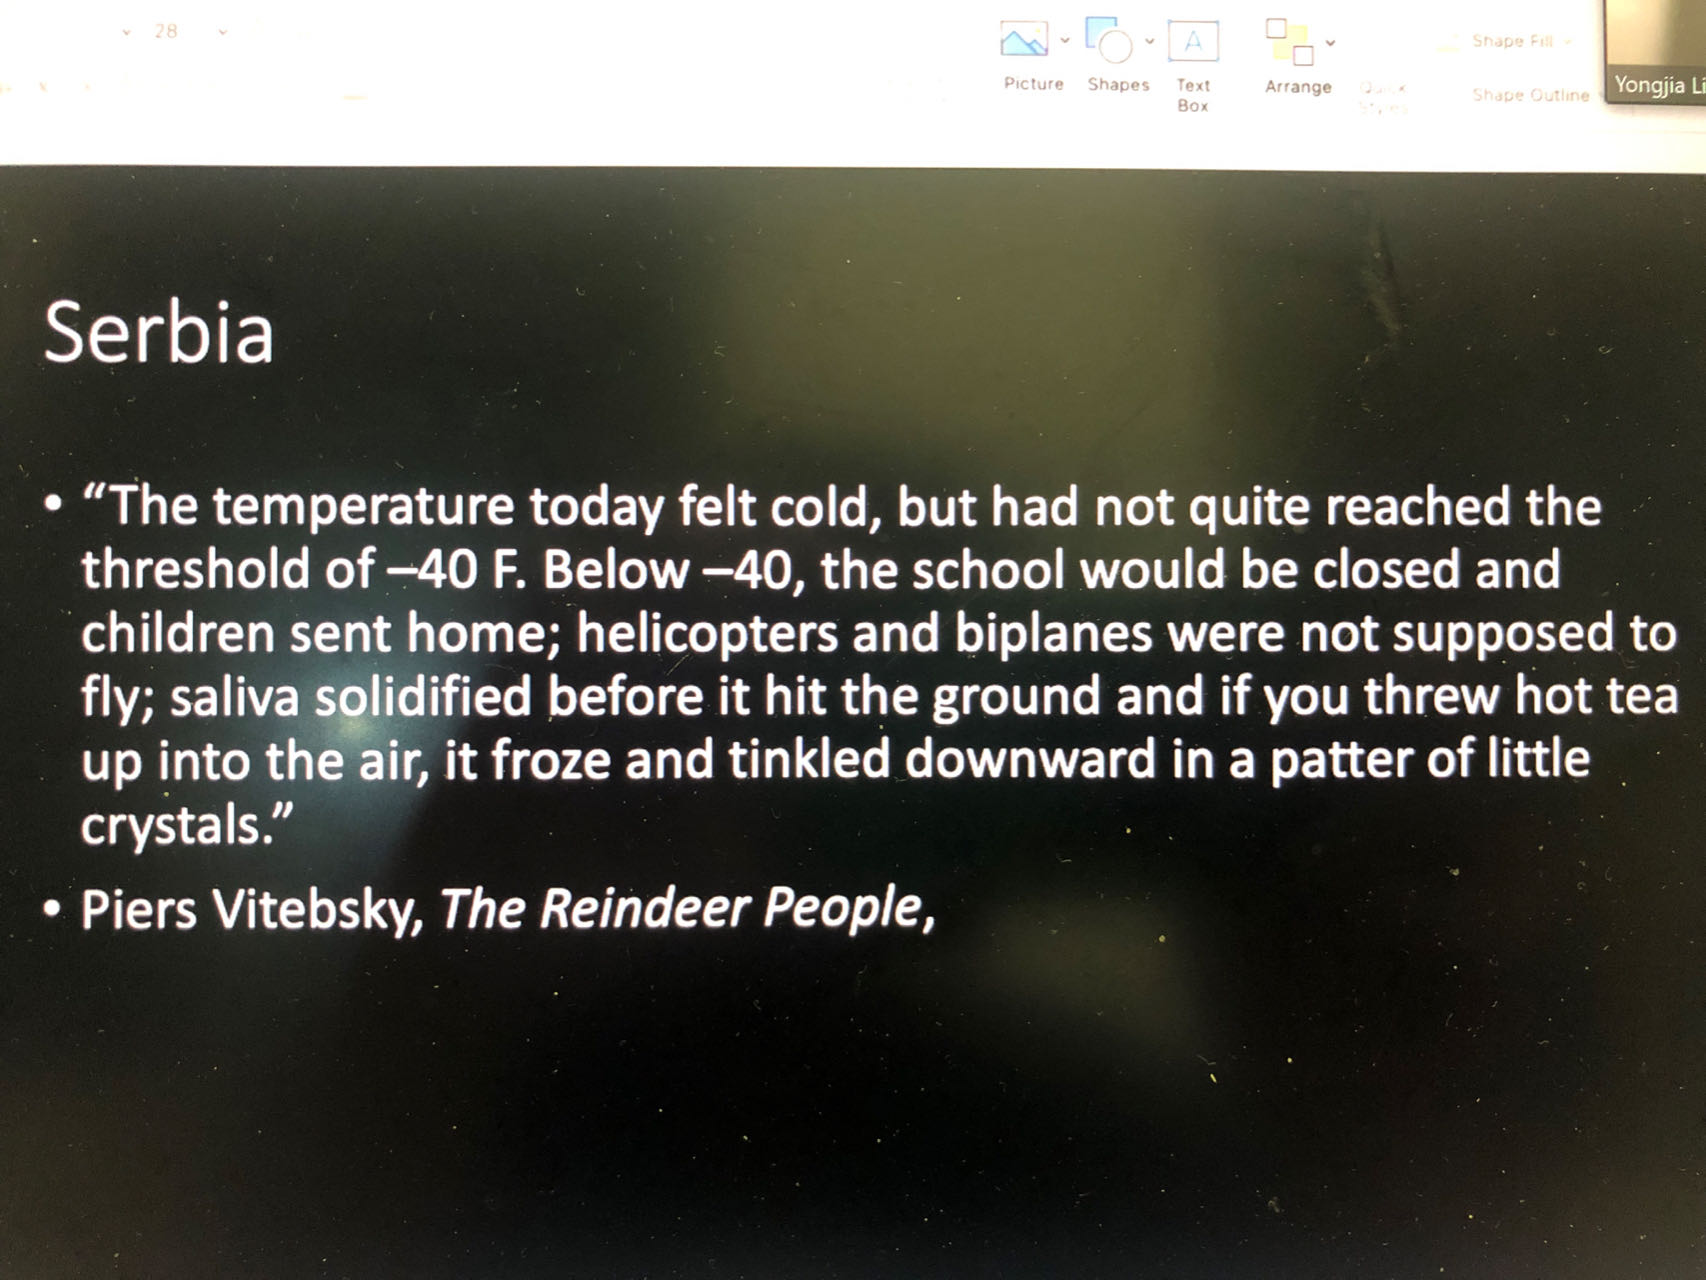 28
Picture
Shapes
Text
Box
Arrange
Quick
Styles
Shape Fill
Shape Outline
Yongjia Li
Serbia
• “The temperature today felt cold, but had not quite reached the
threshold of –40 F. Below –40, the school would be closed and
children sent home; helicopters and biplanes were not supposed to
fly; saliva solidified before it hit the ground and if you threw hot tea
up into the air, it froze and tinkled downward in a patter of little
crystals.”
• Piers Vitebsky, The Reindeer People,